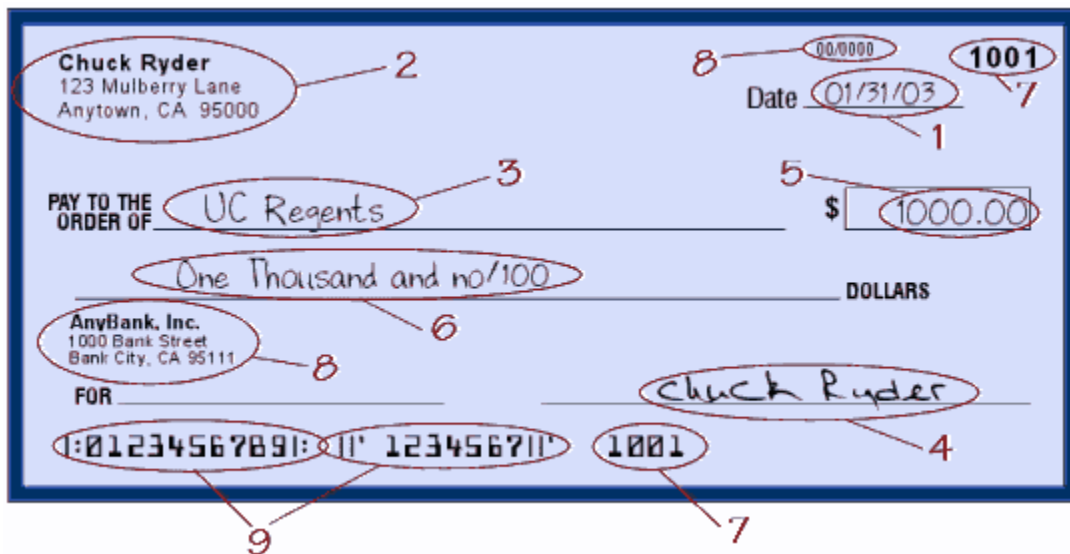 Chuck Ryder
123 Mulberry Lane
Anytown, CA 95000
2
8
00/0000
1001
7
Date 01/31/03
1
3
5
PAY TO THE
ORDER OF UC Regents $ 1000.00
One Thousand and no/100 DOLLARS
6
AnyBank, Inc.
1000 Bank Street
Bank City, CA 95111
8
FOR Chuck Ryder
4
|:0123456789|: ||' 1234567||' 1001
9
7